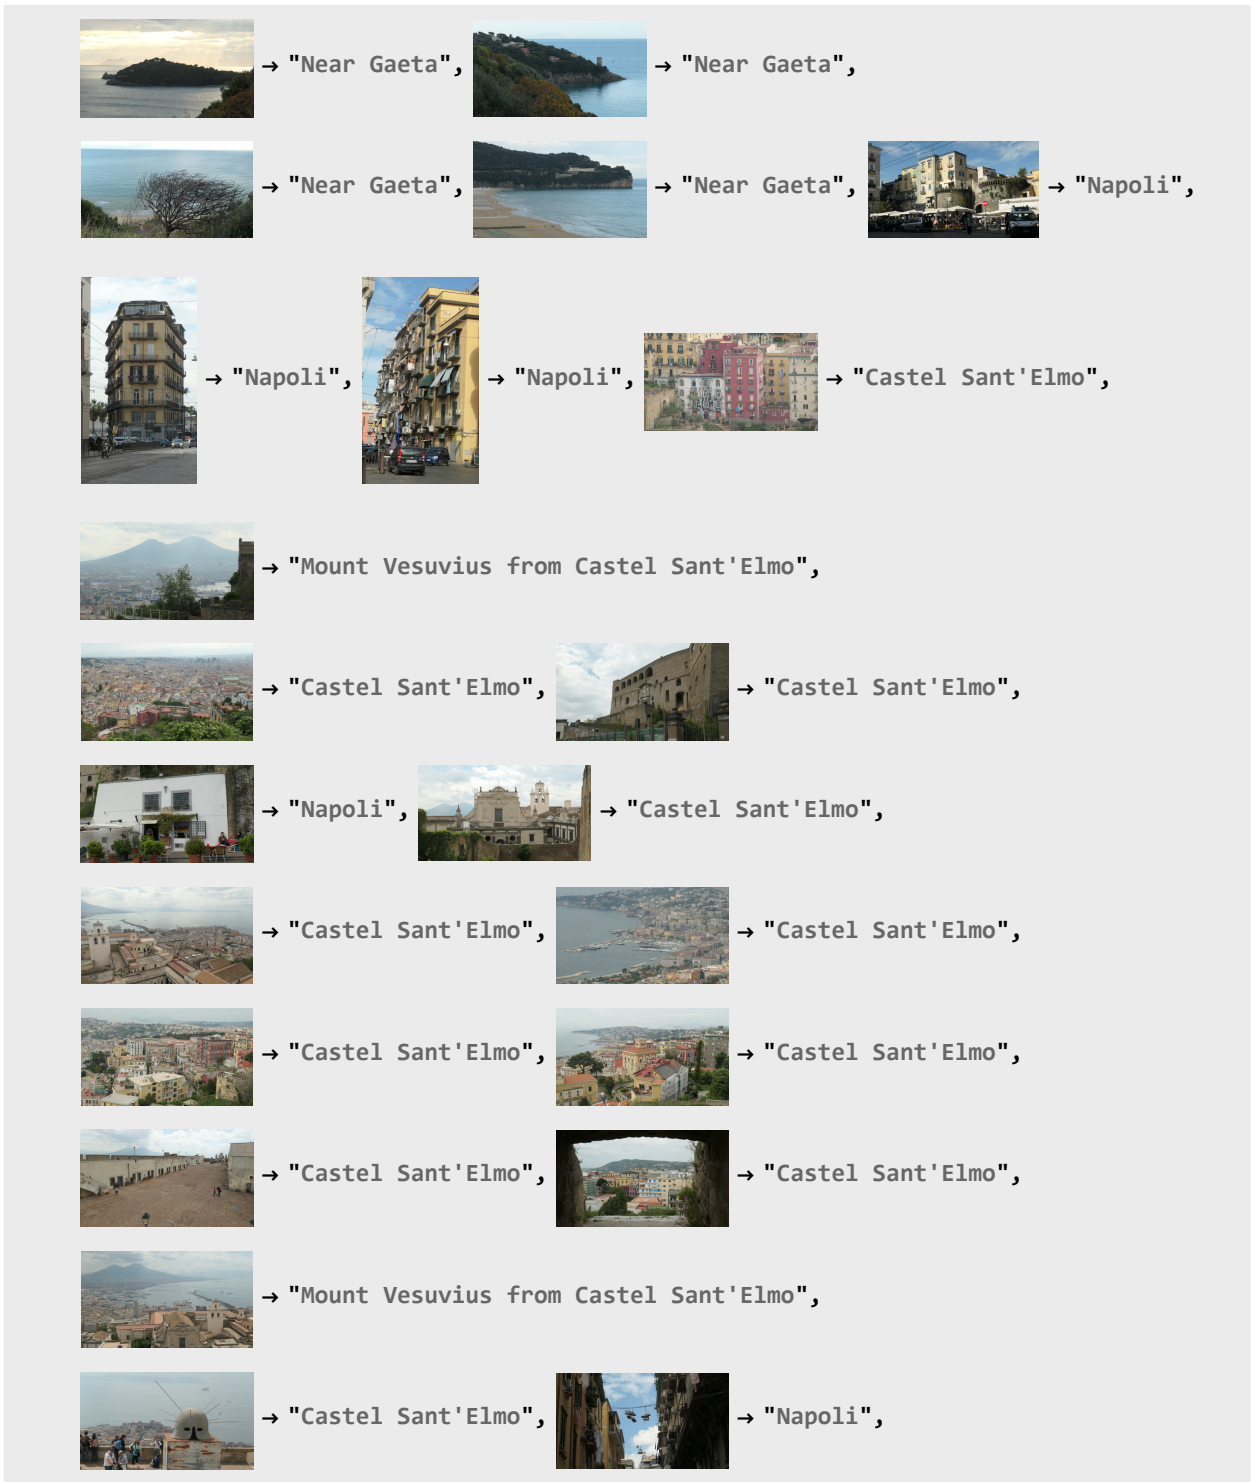 → "Near Gaeta", → "Near Gaeta",
→ "Near Gaeta", → "Near Gaeta", → "Napoli",
→ "Napoli", → "Napoli", → "Castel Sant'Elmo",
→ "Mount Vesuvius from Castel Sant'Elmo",
→ "Castel Sant'Elmo", → "Castel Sant'Elmo",
→ "Napoli", → "Castel Sant'Elmo",
→ "Castel Sant'Elmo", → "Castel Sant'Elmo",
→ "Castel Sant'Elmo", → "Castel Sant'Elmo",
→ "Castel Sant'Elmo", → "Castel Sant'Elmo",
→ "Mount Vesuvius from Castel Sant'Elmo",
→ "Castel Sant'Elmo", → "Napoli",